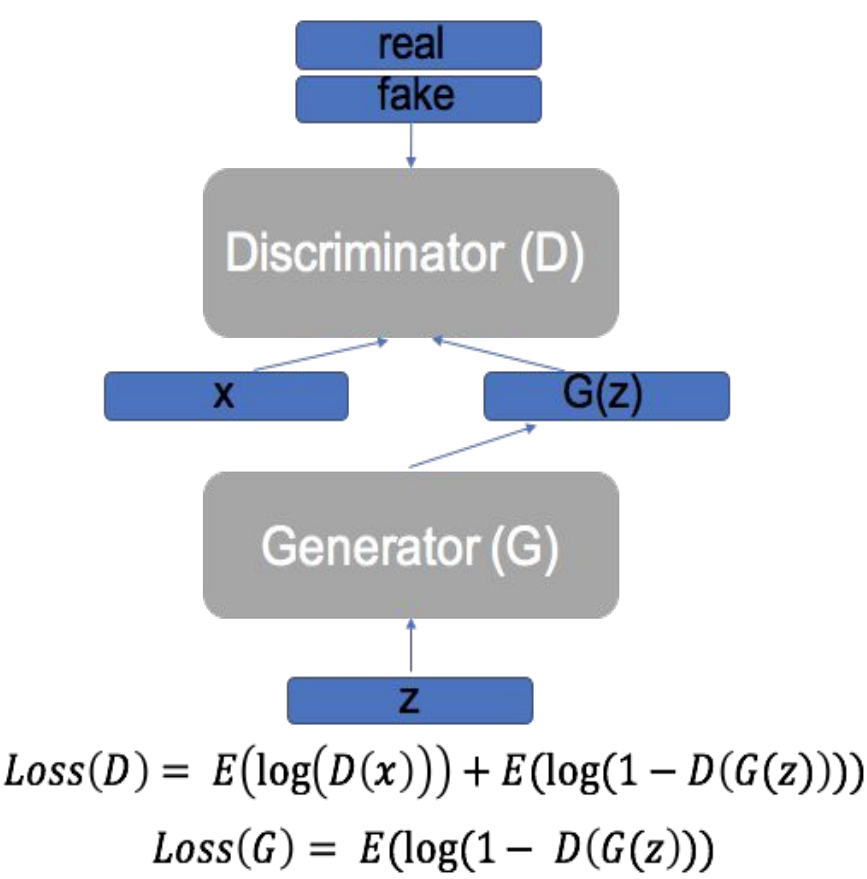 real
fake
Discriminator (D)
x
G(z)
Generator (G)
z
Loss(D) = E(log(D(x))) + E(log(1 − D(G(z))))
Loss(G) = E(log(1 − D(G(z)))